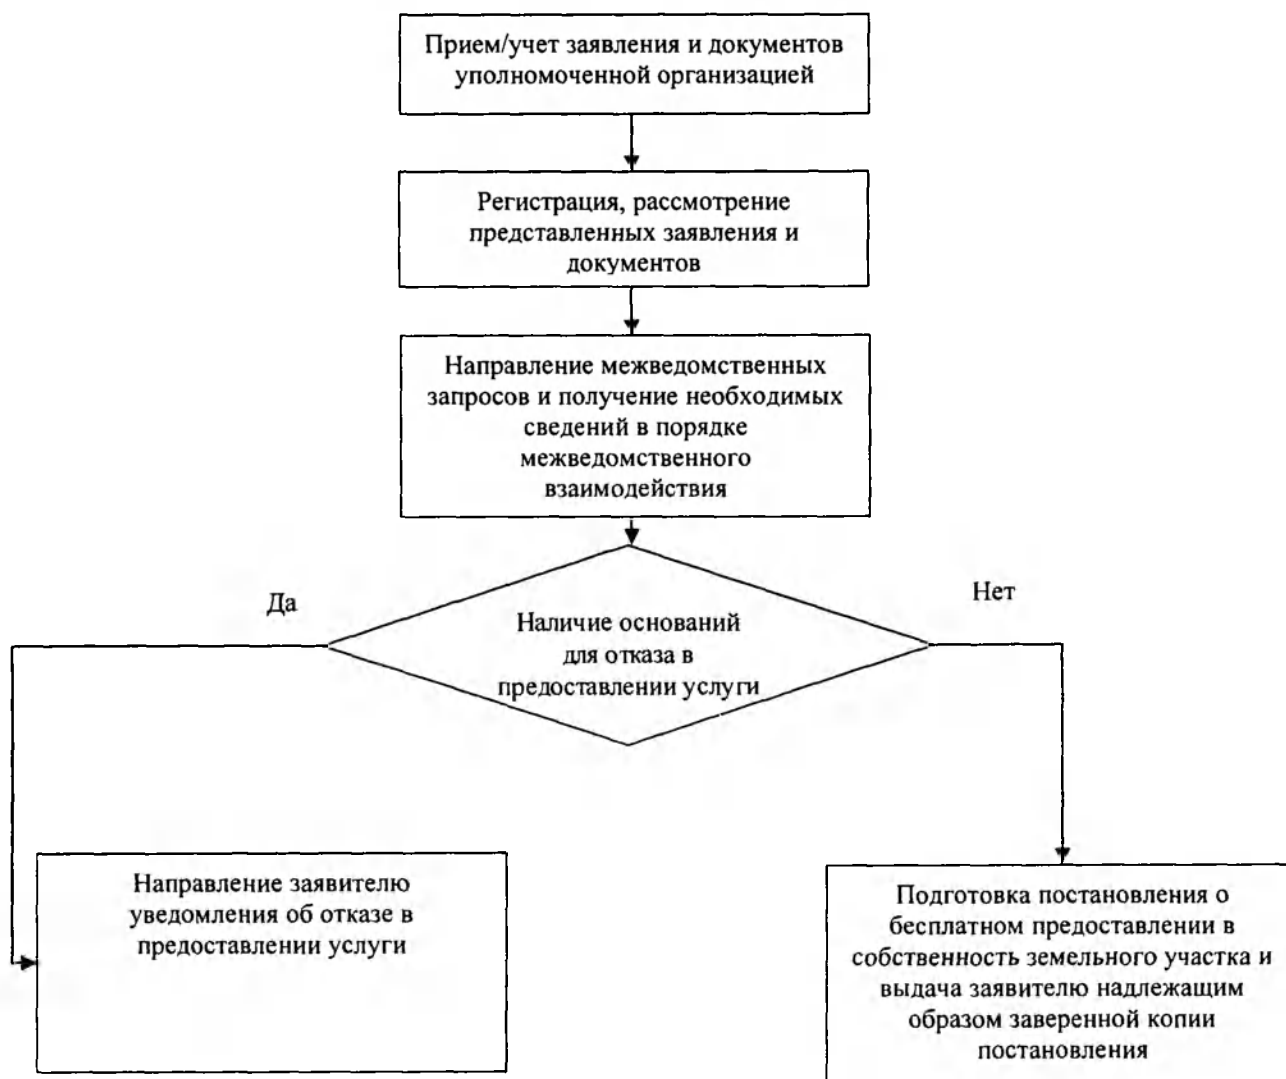 Прием/учет заявления и документов
уполномоченной организацией
Регистрация, рассмотрение
представленных заявления и
документов
Направление межведомственных
запросов и получение необходимых
сведений в порядке
межведомственного
взаимодействия
Да
Нет
Наличие оснований
для отказа в
предоставлении услуги
Направление заявителю
уведомления об отказе в
предоставлении услуги
Подготовка постановления о
бесплатном предоставлении в
собственность земельного участка и
выдача заявителю надлежащим
образом заверенной копии
постановления